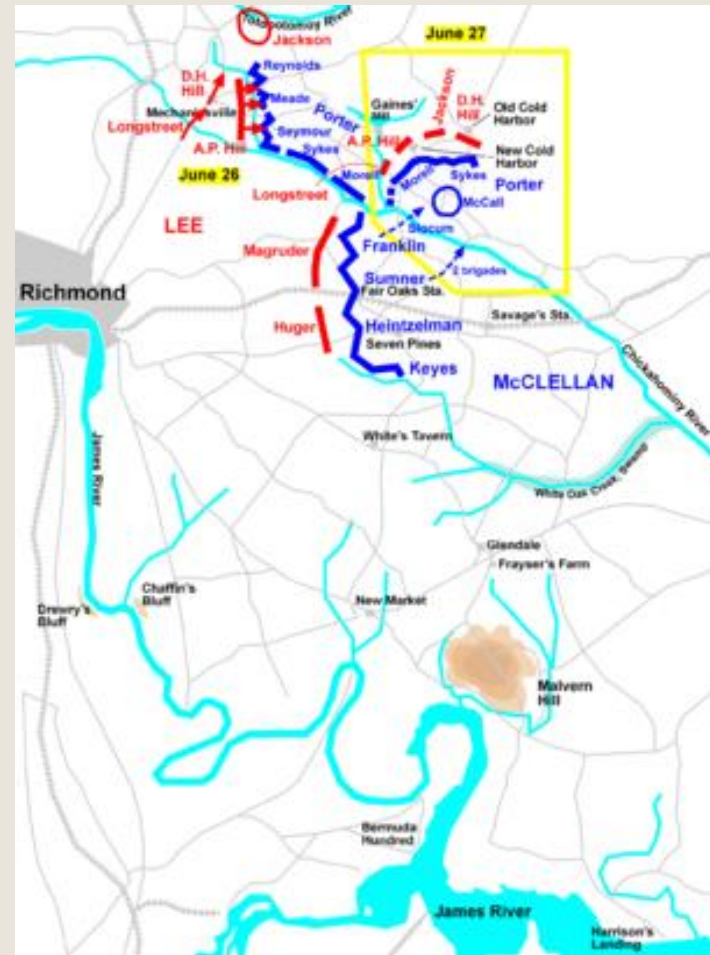 Totopotomoy River
Jackson
June 27
Reynolds
D.H.
Hill
Meade
Mechanicsville
Longstreet
Seymour
Porter
A.P. Hill
Sykes
June 26
Morell
Longstreet
Gaines'
Mill
Jackson
D.H.
Hill
Old Cold
Harbor
A.P. Hill
New Cold
Harbor
Morell
Sykes
Porter
McCall
Slocum
LEE
Magruder
Franklin
Sumner
2 brigades
Fair Oaks Sta.
Richmond
Savage's Sta.
Huger
Heintzelman
Seven Pines
Keyes
McCLELLAN
Chickahominy River
White's Tavern
White Oak Creek, Swamp
James River
Glendale
Frayser's Farm
Chaffin's
Bluff
Drewry's
Bluff
New Market
Malvern
Hill
Bermuda
Hundred
James River
Harrison's
Landing